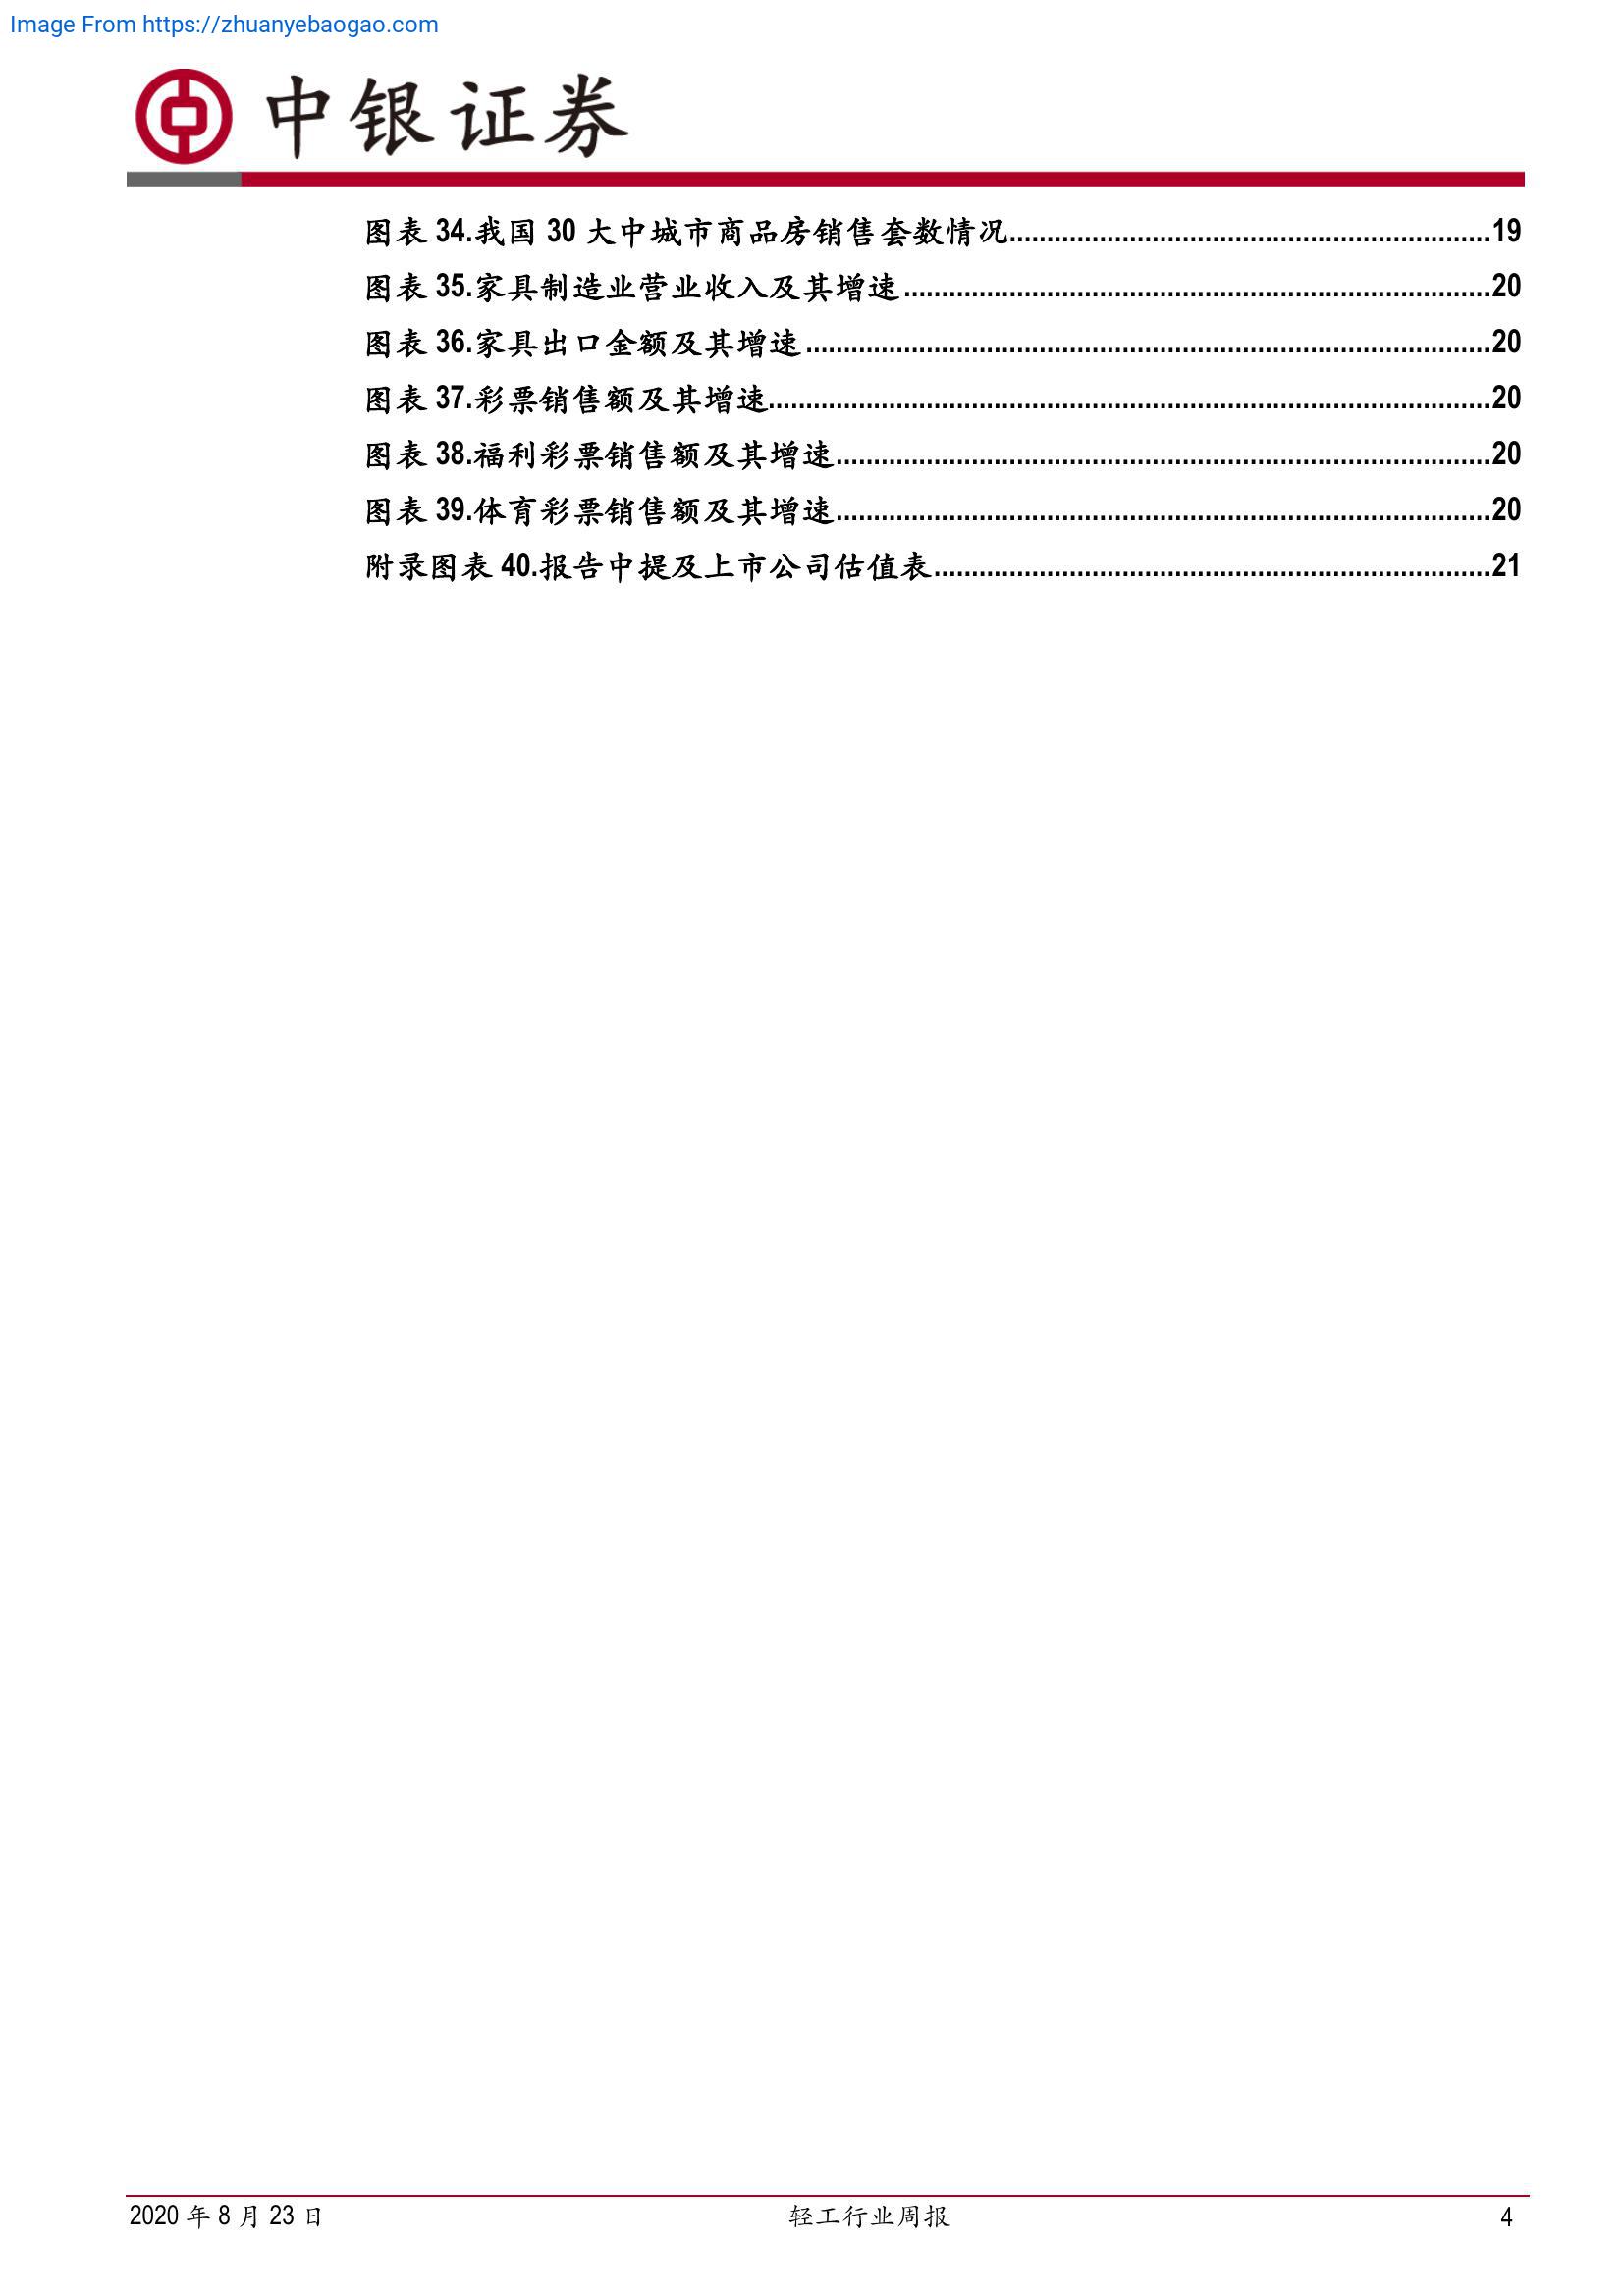 Image From https://zhuanyebaogao.com
中银证券
图表 34.我国 30 大中城市商品房销售套数情况................................................................19
图表 35.家具制造业营业收入及其增速..............................................................................20
图表 36.家具出口金额及其增速...........................................................................................20
图表 37.彩票销售额及其增速................................................................................................20
图表 38.福利彩票销售额及其增速.......................................................................................20
图表 39.体育彩票销售额及其增速.......................................................................................20
附录图表 40.报告中提及上市公司估值表..........................................................................21
2020 年 8 月 23 日
轻工行业周报
4